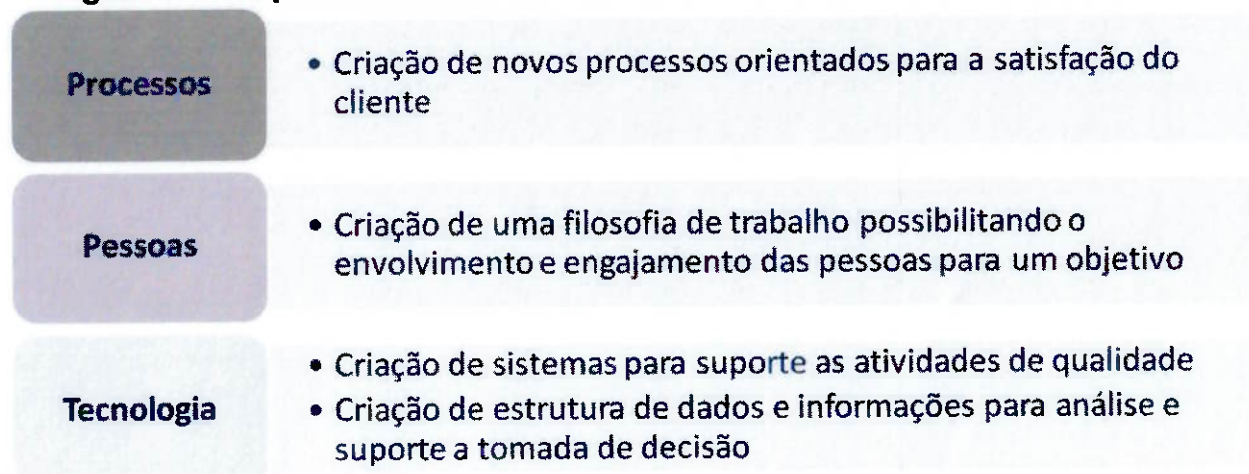 Processos
• Criação de novos processos orientados para a satisfação do
cliente
Pessoas
• Criação de uma filosofia de trabalho possibilitando o
envolvimento e engajamento das pessoas para um objetivo
Tecnologia
• Criação de sistemas para suporte as atividades de qualidade
• Criação de estrutura de dados e informações para análise e
suporte a tomada de decisão